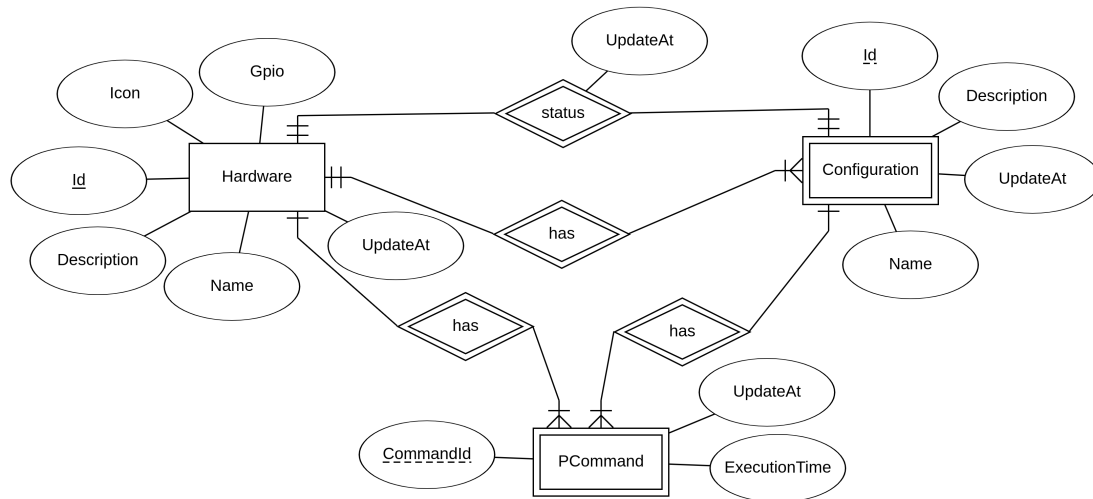 UpdateAt
Id
Gpio
Icon
Description
status
Hardware
Configuration
Id
UpdateAt
has
UpdateAt
Description
Name
Name
has
has
UpdateAt
CommandId
PCommand
ExecutionTime